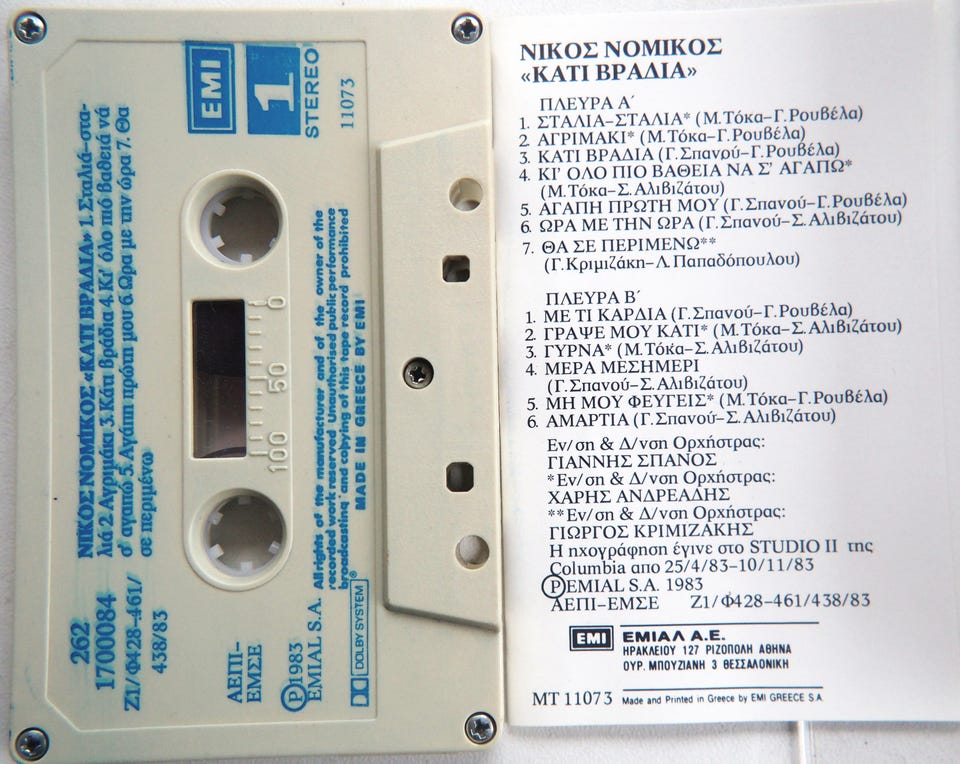 EMI
1
STEREO
11073
ΝΙΚΟΣ ΝΟΜΙΚΟΣ «ΚΑΤΙ ΒΡΑΔΙΑ» 1. Σταλιά-στα-
λιά 2. Αγριμάκι 3. Κάτι βράδια 4. Κι' όλο πιό βαθειά νά
σ' αγαπώ 5. Αγάπη πρώτη μου 6. Ωρα με την ώρα 7. Θα
σε περιμένω
0
50
100
All rights of the manufacturer and of the owner of the
recorded work reserved Unauthorised public performance
broadcasting and copying of this tape record prohibited
MADE IN GREECE BY EMI
262
1700084
Ζ1/Φ428-461/
438/83
ΑΕΠΙ-
ΕΜΣΕ
Ⓟ1983
EMIAL S.A.
DOLBY SYSTEM®
ΝΙΚΟΣ ΝΟΜΙΚΟΣ
«ΚΑΤΙ ΒΡΑΔΙΑ»
ΠΛΕΥΡΑ Α΄
1. ΣΤΑΛΙΑ-ΣΤΑΛΙΑ* (Μ.Τόκα-Γ.Ρουβέλα)
2. ΑΓΡΙΜΑΚΙ* (Μ.Τόκα-Γ.Ρουβέλα)
3. ΚΑΤΙ ΒΡΑΔΙΑ (Γ.Σπανού-Γ.Ρουβέλα)
4. ΚΙ' ΟΛΟ ΠΙΟ ΒΑΘΕΙΑ ΝΑ Σ' ΑΓΑΠΩ*
(Μ.Τόκα-Σ.Αλιβιζάτου)
5. ΑΓΑΠΗ ΠΡΩΤΗ ΜΟΥ (Γ.Σπανού-Γ.Ρουβέλα)
6. ΩΡΑ ΜΕ ΤΗΝ ΩΡΑ (Γ.Σπανού-Σ.Αλιβιζάτου)
7. ΘΑ ΣΕ ΠΕΡΙΜΕΝΩ**
(Γ.Κριμιζάκη-Λ.Παπαδόπουλου)
ΠΛΕΥΡΑ Β΄
1. ΜΕ ΤΙ ΚΑΡΔΙΑ (Γ.Σπανού-Γ.Ρουβέλα)
2. ΓΡΑΨΕ ΜΟΥ ΚΑΤΙ* (Μ.Τόκα-Σ.Αλιβιζάτου)
3. ΓΥΡΝΑ* (Μ.Τόκα-Σ.Αλιβιζάτου)
4. ΜΕΡΑ ΜΕΣΗΜΕΡΙ
(Γ.Σπανού-Σ.Αλιβιζάτου)
5. ΜΗ ΜΟΥ ΦΕΥΓΕΙΣ* (Μ.Τόκα-Γ.Ρουβέλα)
6. ΑΜΑΡΤΙΑ (Γ.Σπανού-Σ.Αλιβιζάτου)
Εν/ση & Δ/νση Ορχήστρας:
ΓΙΑΝΝΗΣ ΣΠΑΝΟΣ
*Εν/ση & Δ/νση Ορχήστρας:
ΧΑΡΗΣ ΑΝΔΡΕΑΔΗΣ
**Εν/ση & Δ/νση Ορχήστρας:
ΓΙΩΡΓΟΣ ΚΡΙΜΙΖΑΚΗΣ
Η ηχογράφηση έγινε στο STUDIO II της
Columbia απο 25/4/83-10/11/83
ⓅEMIAL S.A. 1983
ΑΕΠΙ-ΕΜΣΕ Ζ1/Φ428-461/438/83
EMI ΕΜΙΑΛ Α.Ε.
ΗΡΑΚΛΕΙΟΥ 127 ΡΙΖΟΠΟΛΗ ΑΘΗΝΑ
ΟΥΡ. ΜΠΟΥΖΙΑΝΗ 3 ΘΕΣΣΑΛΟΝΙΚΗ
MT 11073 Made and Printed in Greece by EMI GREECE S.A.